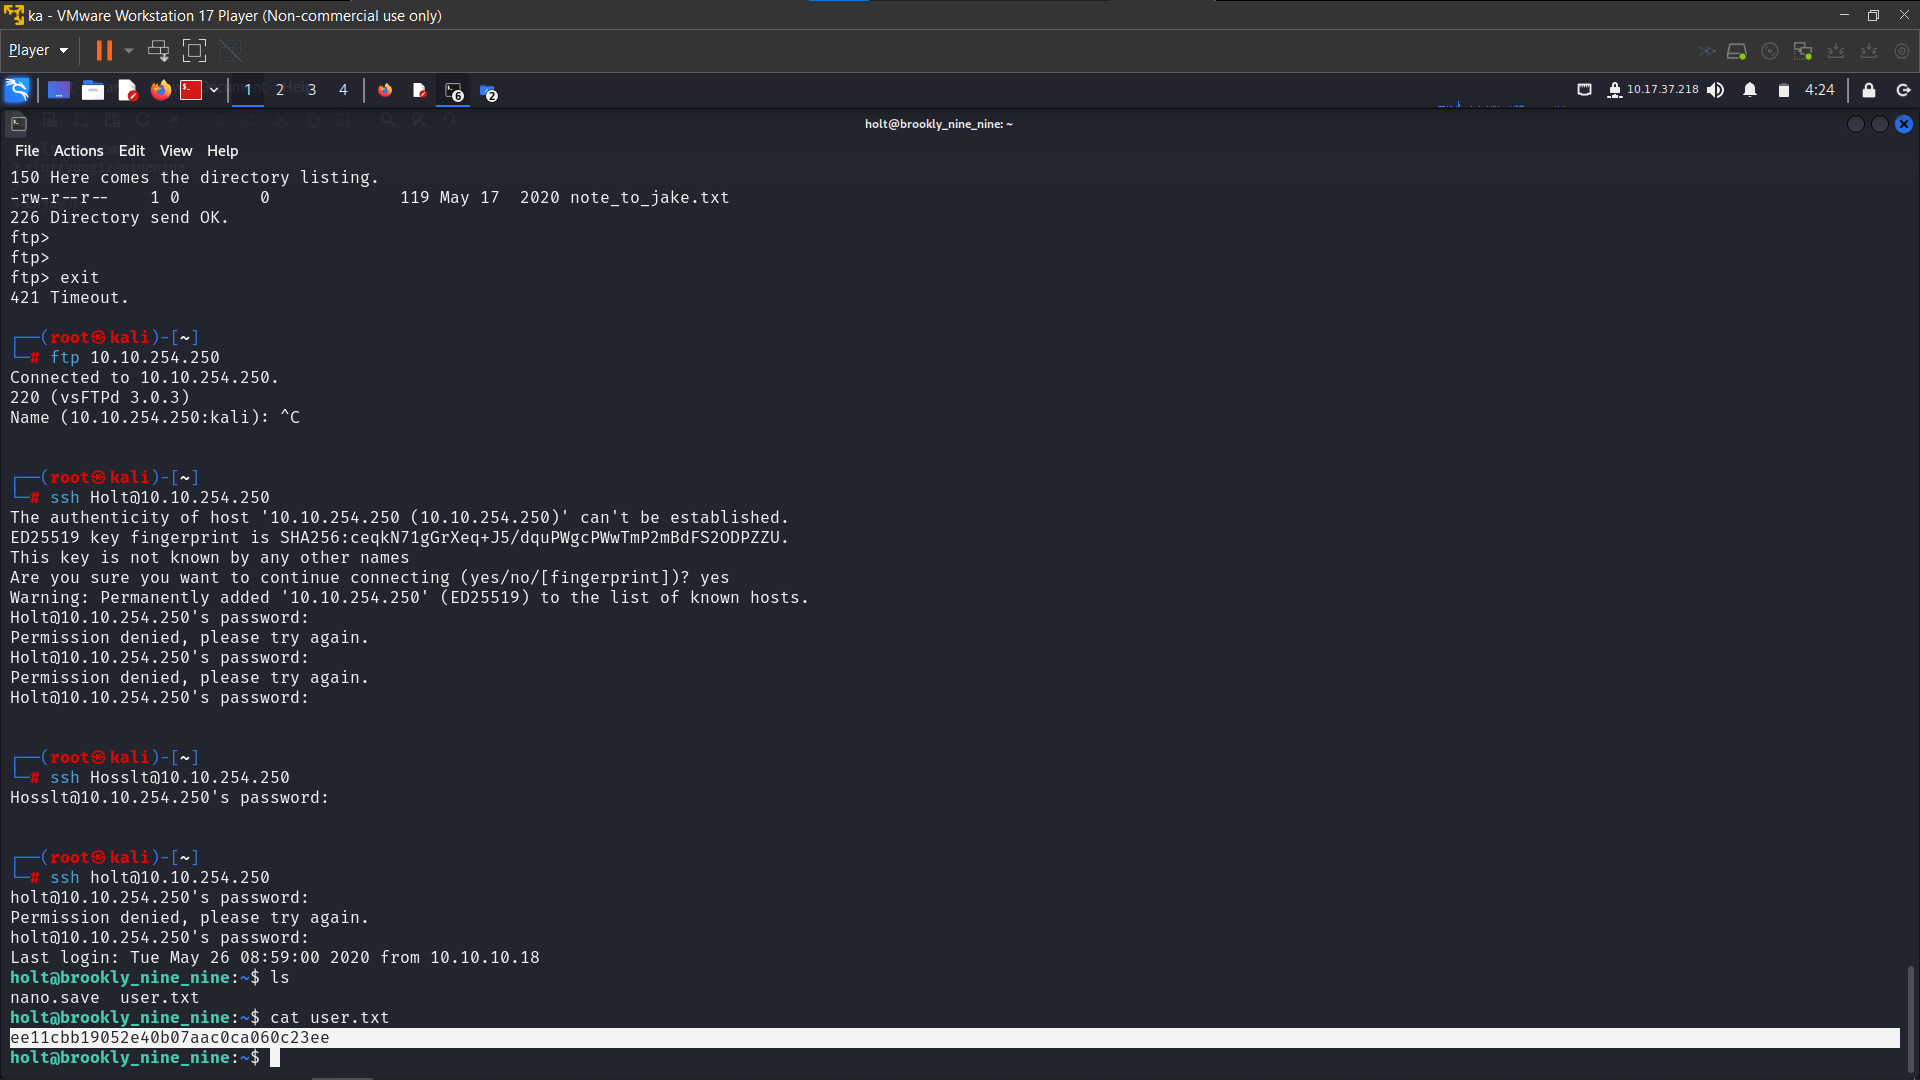 ka - VMware Workstation 17 Player (Non-commercial use only)
Player
1 2 3 4 6 2 10.17.37.218 4:24
holt@brookly_nine_nine: ~
File Actions Edit View Help
150 Here comes the directory listing.
-rw-r--r-- 1 0 0 119 May 17 2020 note_to_jake.txt
226 Directory send OK.
ftp>
ftp>
ftp> exit
421 Timeout.
┌──(root㉿kali)-[~]
└─# ftp 10.10.254.250
Connected to 10.10.254.250.
220 (vsFTPd 3.0.3)
Name (10.10.254.250:kali): ^C
┌──(root㉿kali)-[~]
└─# ssh Holt@10.10.254.250
The authenticity of host '10.10.254.250 (10.10.254.250)' can't be established.
ED25519 key fingerprint is SHA256:ceqkN71gGrXeq+J5/dquPWgcPWwTmP2mBdFS2ODPZZU.
This key is not known by any other names
Are you sure you want to continue connecting (yes/no/[fingerprint])? yes
Warning: Permanently added '10.10.254.250' (ED25519) to the list of known hosts.
Holt@10.10.254.250's password:
Permission denied, please try again.
Holt@10.10.254.250's password:
Permission denied, please try again.
Holt@10.10.254.250's password:
┌──(root㉿kali)-[~]
└─# ssh Hosslt@10.10.254.250
Hosslt@10.10.254.250's password:
┌──(root㉿kali)-[~]
└─# ssh holt@10.10.254.250
holt@10.10.254.250's password:
Permission denied, please try again.
holt@10.10.254.250's password:
Last login: Tue May 26 08:59:00 2020 from 10.10.10.18
holt@brookly_nine_nine:~$ ls
nano.save user.txt
holt@brookly_nine_nine:~$ cat user.txt
ee11cbb19052e40b07aac0ca060c23ee
holt@brookly_nine_nine:~$